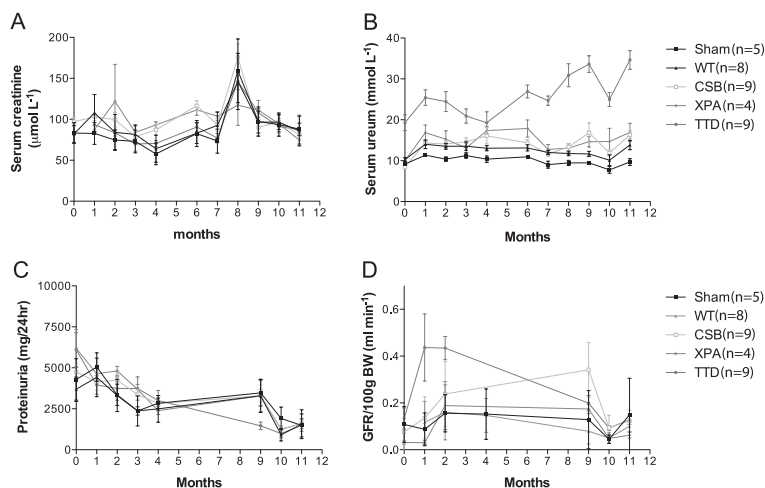 A
Serum creatinine
(µmol L⁻¹)
200
150
100
50
0
0 1 2 3 4 5 6 7 8 9 10 11 12
months
B
Serum ureum (mmol L⁻¹)
40
30
20
10
0
0 1 2 3 4 5 6 7 8 9 10 11 12
Months
Sham(n=5)
WT(n=8)
CSB(n=9)
XPA(n=4)
TTD(n=9)
C
Proteinuria (mg/24hr)
10000
7500
5000
2500
0
0 1 2 3 4 5 6 7 8 9 10 11 12
Months
D
GFR/100g BW (ml min⁻¹)
0.6
0.4
0.2
0.0
0 1 2 3 4 5 6 7 8 9 10 11 12
Months
Sham(n=5)
WT(n=8)
CSB(n=9)
XPA(n=4)
TTD(n=9)